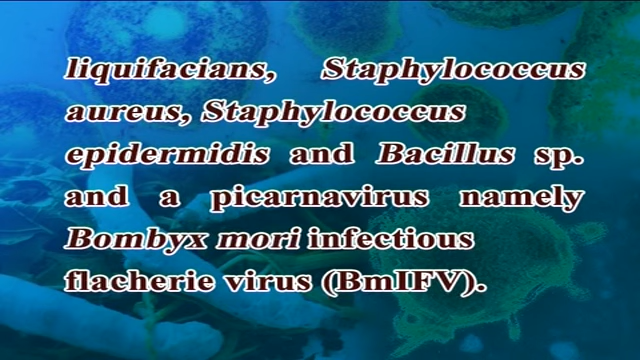 liquifacians, Staphylococcus
aureus, Staphylococcus
epidermidis and Bacillus sp.
and a picarnavirus namely
Bombyx mori infectious
flacherie virus (BmIFV).